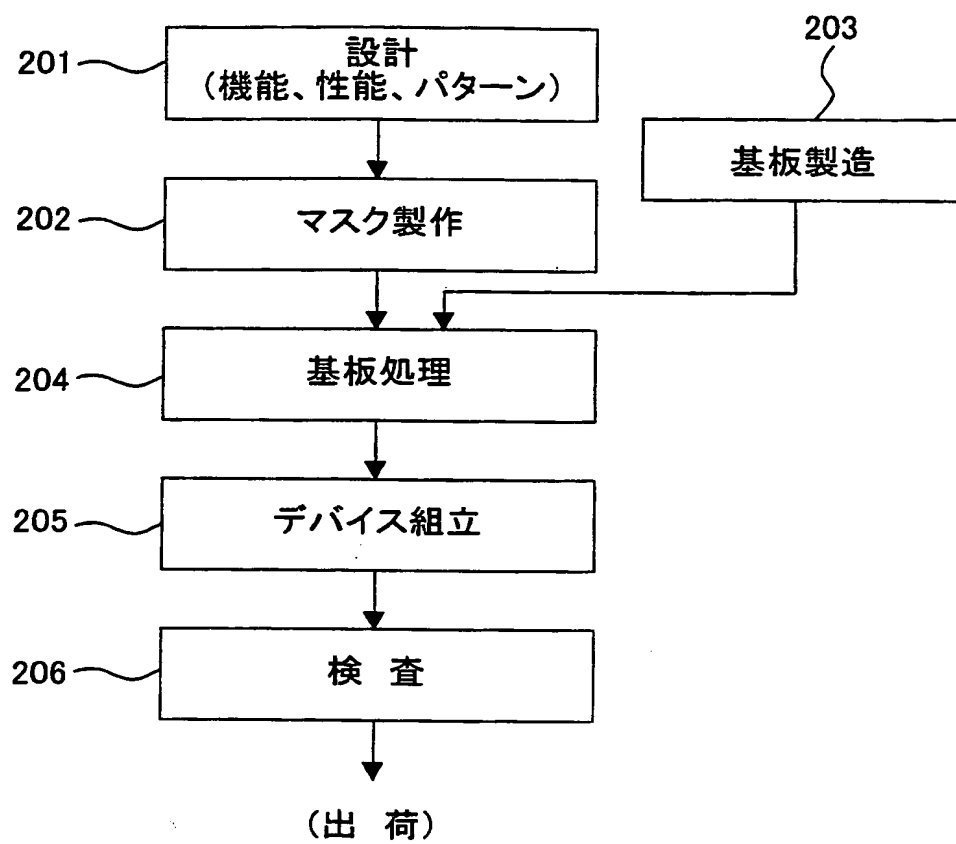 201
設計
(機能、性能、パターン)
203
基板製造
202
マスク製作
204
基板処理
205
デバイス組立
206
検 査
(出 荷)